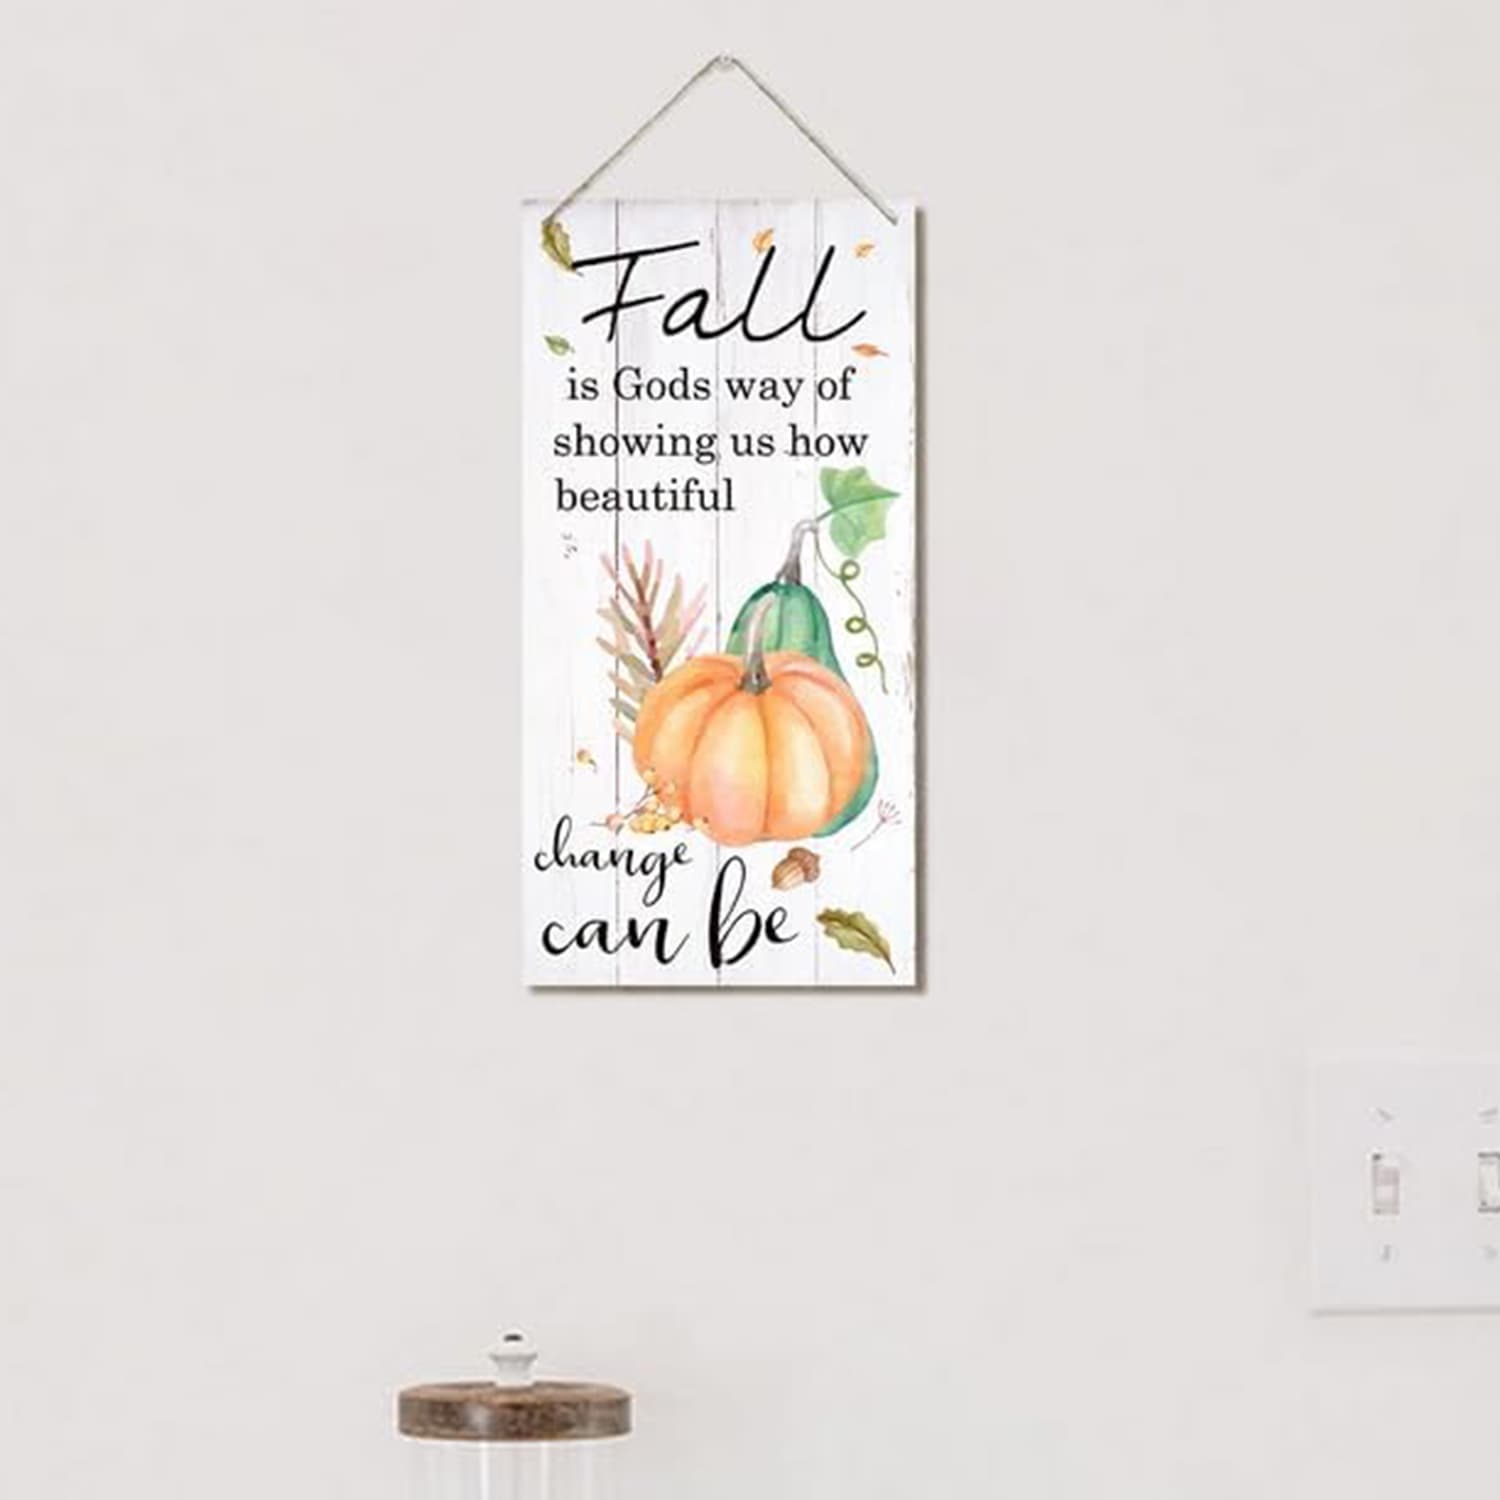 Fall
is Gods way of
showing us how
beautiful
change
can be